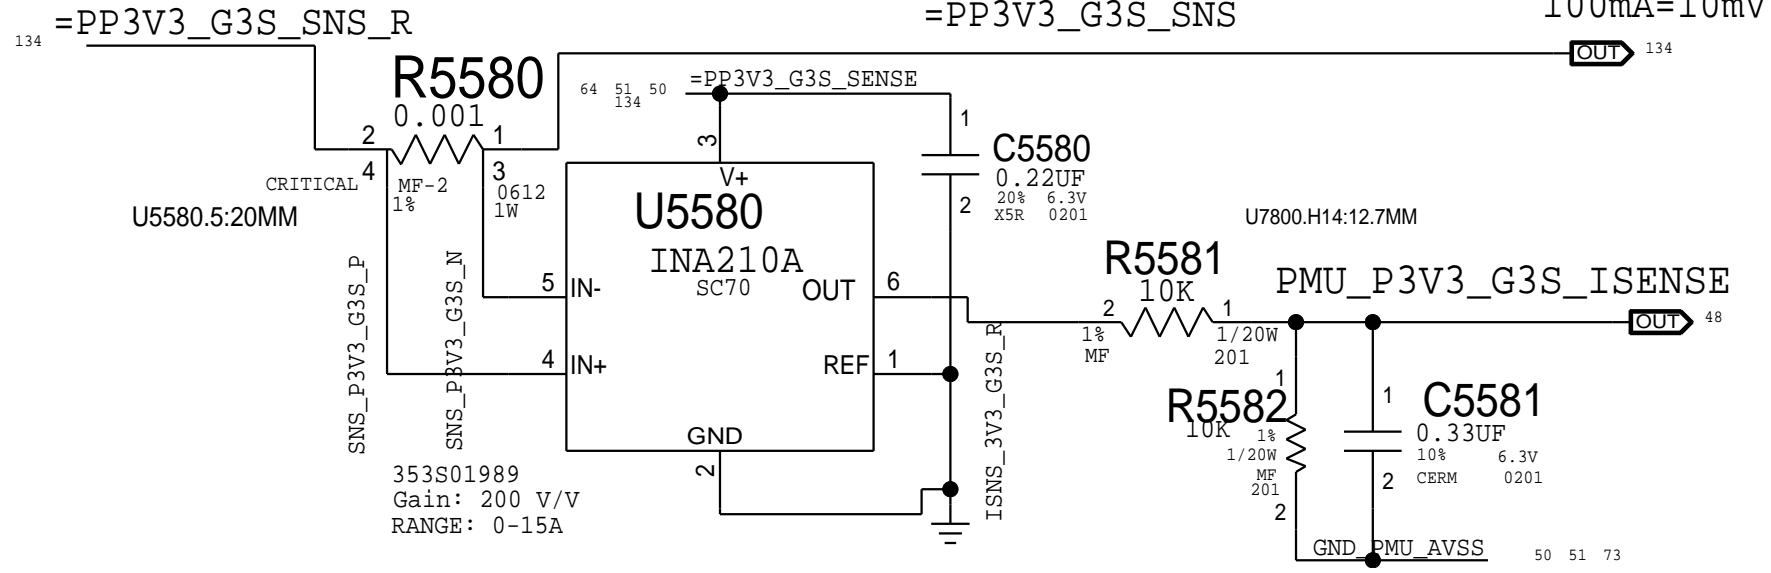 =PP3V3_G3S_SNS_R
=PP3V3_G3S_SNS
100mA=10mV
134
OUT
134
R5580
0.001
64 51 50
134
=PP3V3_G3S_SENSE
2
1
4
3
CRITICAL
MF-2
1%
0612
1W
U5580.5:20MM
3
V+
U5580
INA210A
SC70
1
C5580
0.22UF
2
20% 6.3V
X5R 0201
U7800.H14:12.7MM
SNS_P3V3_G3S_P
SNS_P3V3_G3S_N
5
IN-
OUT
6
4
IN+
REF
1
GND
2
353S01989
Gain: 200 V/V
RANGE: 0-15A
ISNS_3V3_G3S_R
R5581
10K
2
1
1%
MF
1/20W
201
PMU_P3V3_G3S_ISENSE
OUT
48
1
R5582
10K
1%
1/20W
MF
201
2
1
C5581
0.33UF
10% 6.3V
2
CERM 0201
GND_PMU_AVSS
50 51 73